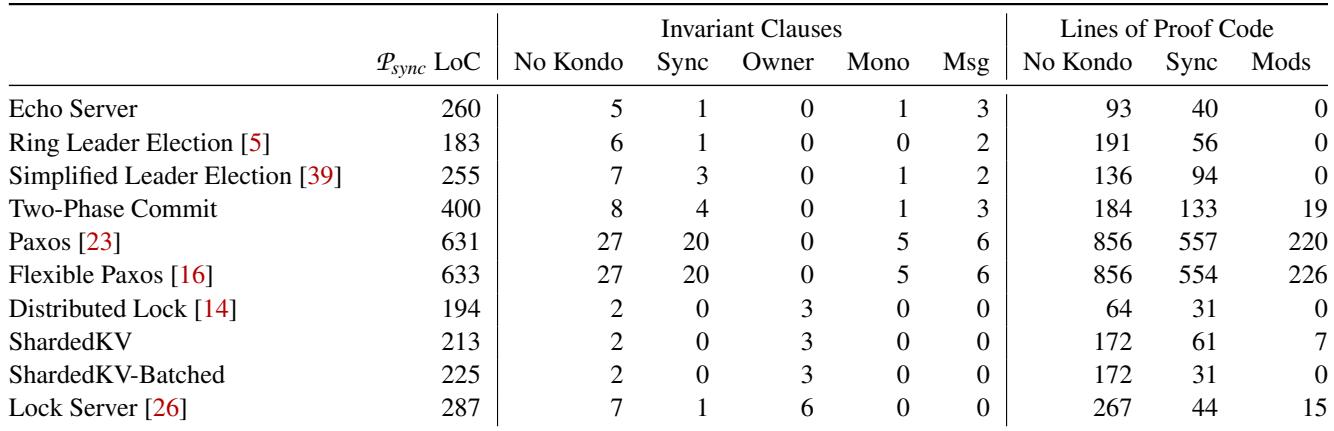 Invariant Clauses Lines of Proof Code
𝒫sync LoC No Kondo Sync Owner Mono Msg No Kondo Sync Mods
Echo Server 260 5 1 0 1 3 93 40 0
Ring Leader Election [5] 183 6 1 0 0 2 191 56 0
Simplified Leader Election [39] 255 7 3 0 1 2 136 94 0
Two-Phase Commit 400 8 4 0 1 3 184 133 19
Paxos [23] 631 27 20 0 5 6 856 557 220
Flexible Paxos [16] 633 27 20 0 5 6 856 554 226
Distributed Lock [14] 194 2 0 3 0 0 64 31 0
ShardedKV 213 2 0 3 0 0 172 61 7
ShardedKV-Batched 225 2 0 3 0 0 172 31 0
Lock Server [26] 287 7 1 6 0 0 267 44 15